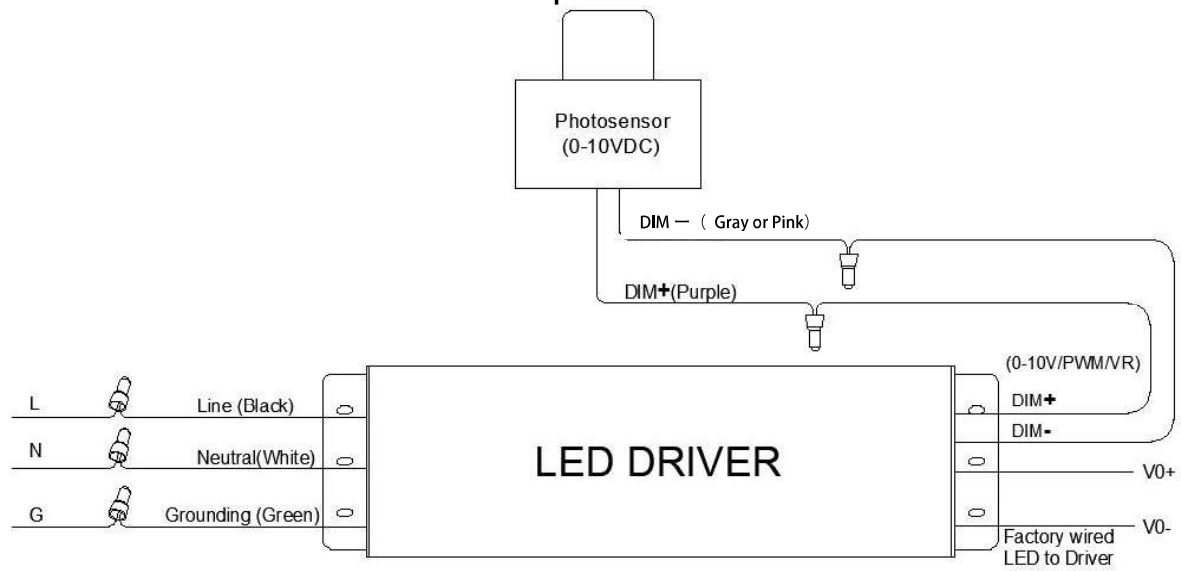 Photosensor
(0-10VDC)
DIM － ( Gray or Pink)
DIM+(Purple)
(0-10V/PWM/VR)
L
Line (Black)
DIM+
DIM-
N
Neutral(White)
LED DRIVER
V0+
G
Grounding (Green)
V0-
Factory wired
LED to Driver